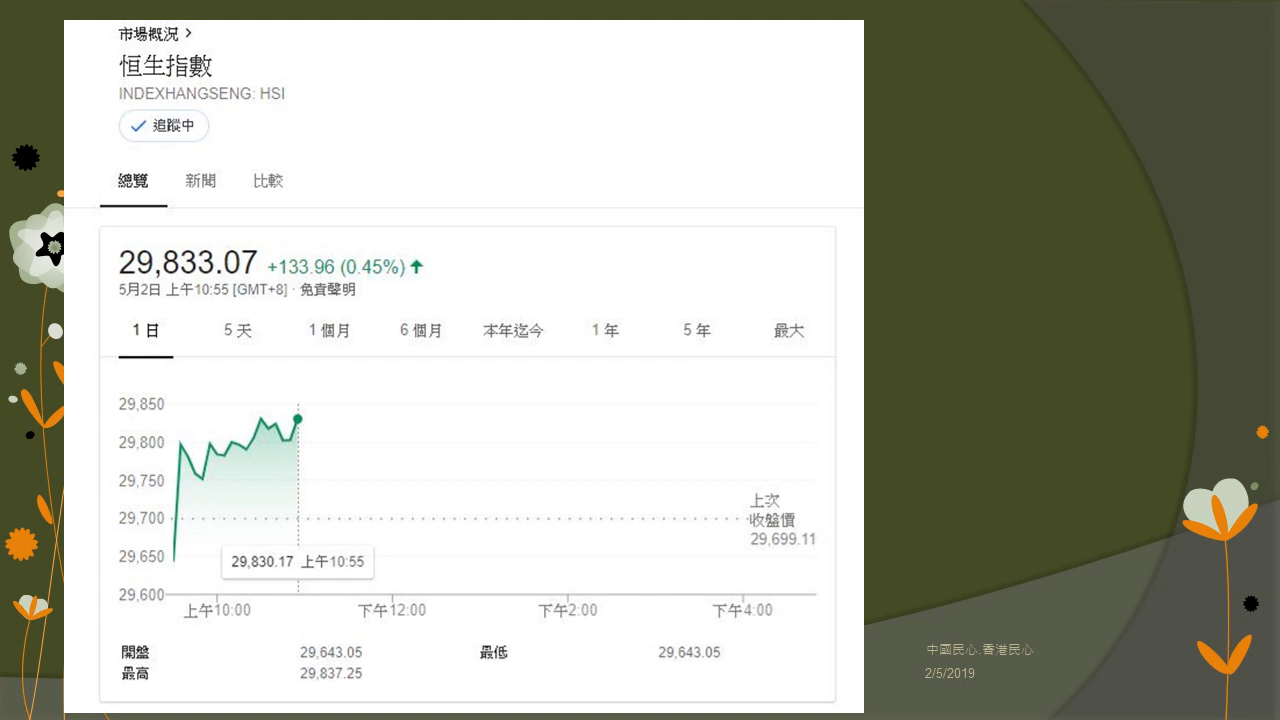 市場概況 >
恒生指數
INDEXHANGSENG: HSI
追蹤中
總覽 新聞 比較
29,833.07 +133.96 (0.45%)
5月2日 上午10:55 [GMT+8] · 免責聲明
1 日 5 天 1 個月 6 個月 本年迄今 1 年 5 年 最大
29,850
29,800
29,750
29,700
29,650
29,600
上次
收盤價
29,699.11
29,830.17 上午10:55
上午10:00 下午12:00 下午2:00 下午4:00
開盤 29,643.05 最低 29,643.05
最高 29,837.25
中國民心.香港民心
2/5/2019